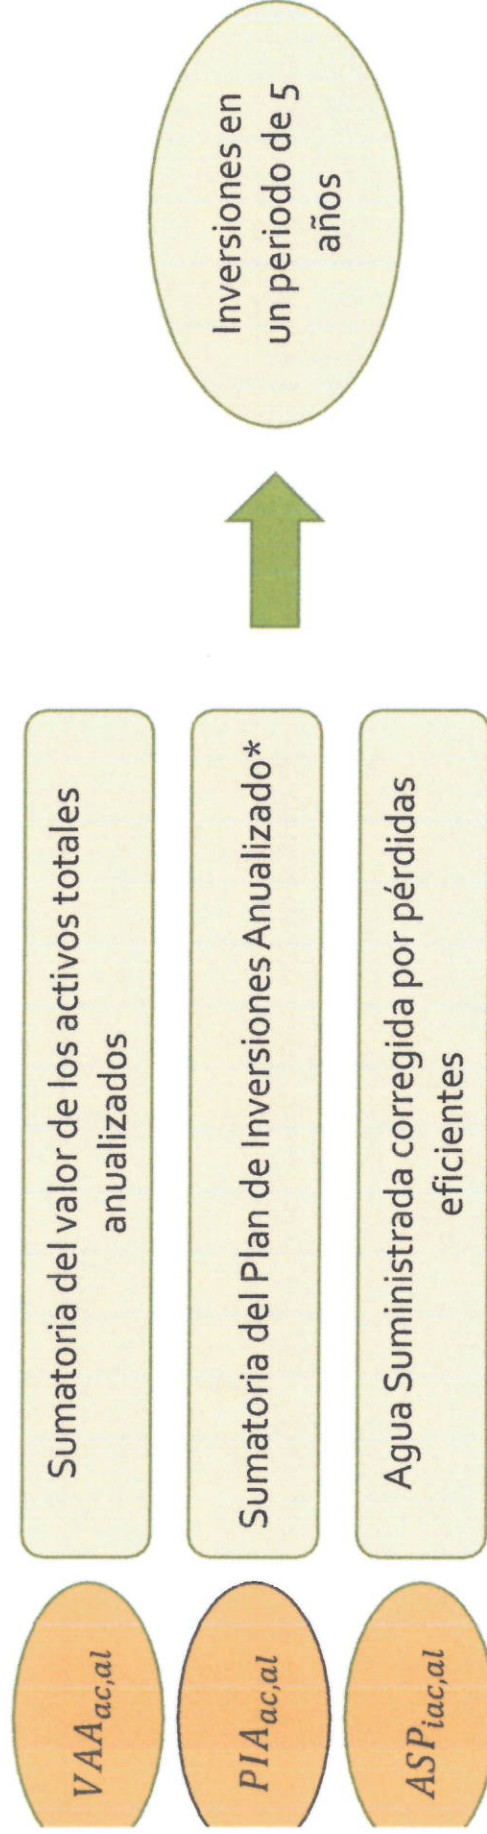 VAA_{ac,al}
Sumatoria del valor de los activos totales
anualizados
PIA_{ac,al}
Sumatoria del Plan de Inversiones Anualizado*
ASP_{iac,al}
Agua Suministrada corregida por pérdidas
eficientes
Inversiones en
un periodo de 5
años